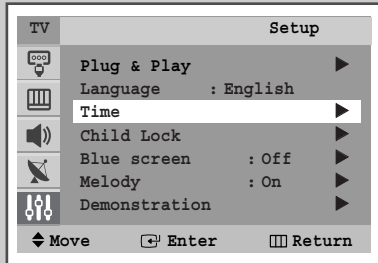 TV Setup
Plug & Play
Language : English
Time
Child Lock
Blue screen : Off
Melody : On
Demonstration
Move Enter Return